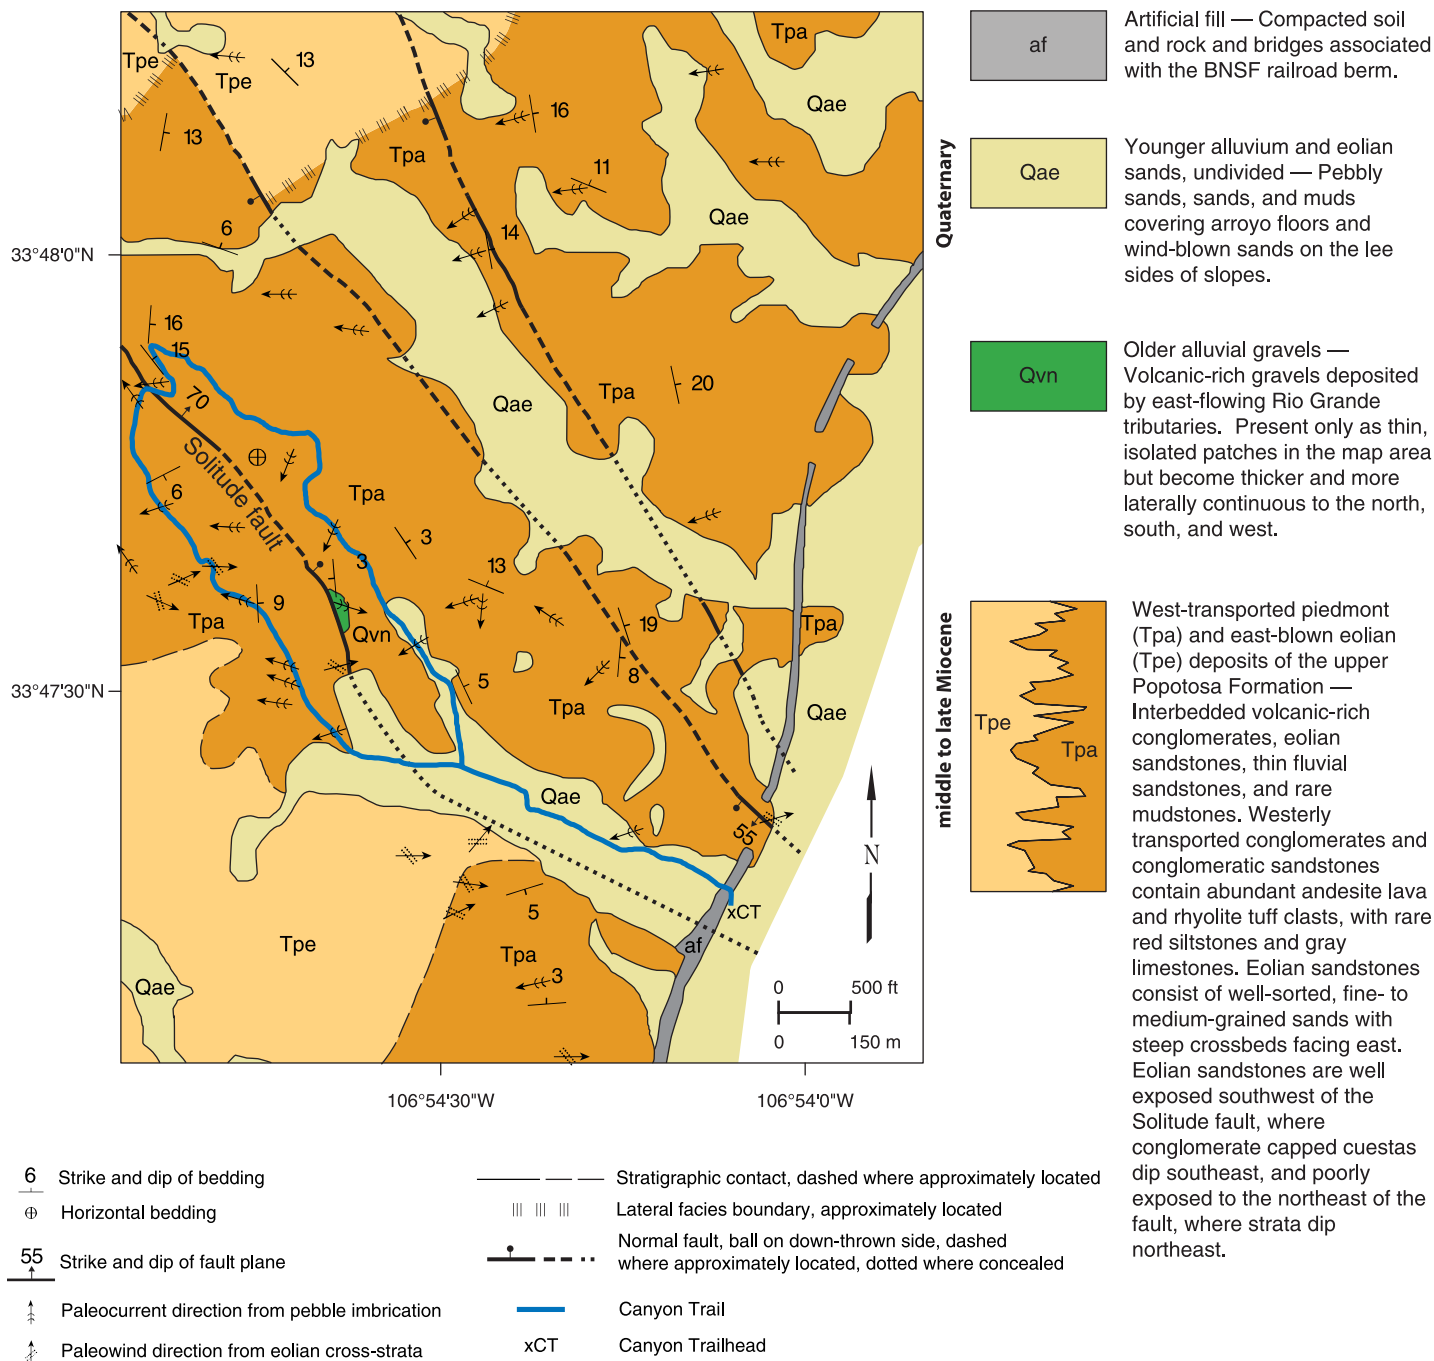 Tpe
Tpe
13
13
Tpa
16
Tpa
Qae
11
Qae
6
14
33°48'0"N
16
15
70
Solitude fault
Qae
Tpa
20
Tpa
6
3
3
13
9
Tpa
Qvn
19
Tpa
8
33°47'30"N
5
Tpa
Qae
Qae
55
N
xCT
5
Tpe
Tpa
af
3
Qae
0 500 ft
0 150 m
106°54'30"W
106°54'0"W
Quaternary
middle to late Miocene
af
Artificial fill — Compacted soil
and rock and bridges associated
with the BNSF railroad berm.
Qae
Younger alluvium and eolian
sands, undivided — Pebbly
sands, sands, and muds
covering arroyo floors and
wind-blown sands on the lee
sides of slopes.
Qvn
Older alluvial gravels —
Volcanic-rich gravels deposited
by east-flowing Rio Grande
tributaries. Present only as thin,
isolated patches in the map area
but become thicker and more
laterally continuous to the north,
south, and west.
Tpe
Tpa
West-transported piedmont
(Tpa) and east-blown eolian
(Tpe) deposits of the upper
Popotosa Formation —
Interbedded volcanic-rich
conglomerates, eolian
sandstones, thin fluvial
sandstones, and rare
mudstones. Westerly
transported conglomerates and
conglomeratic sandstones
contain abundant andesite lava
and rhyolite tuff clasts, with rare
red siltstones and gray
limestones. Eolian sandstones
consist of well-sorted, fine- to
medium-grained sands with
steep crossbeds facing east.
Eolian sandstones are well
exposed southwest of the
Solitude fault, where
conglomerate capped cuestas
dip southeast, and poorly
exposed to the northeast of the
fault, where strata dip
northeast.
6
Strike and dip of bedding
Horizontal bedding
55
Strike and dip of fault plane
Paleocurrent direction from pebble imbrication
Paleowind direction from eolian cross-strata
Stratigraphic contact, dashed where approximately located
Lateral facies boundary, approximately located
Normal fault, ball on down-thrown side, dashed
where approximately located, dotted where concealed
Canyon Trail
xCT
Canyon Trailhead